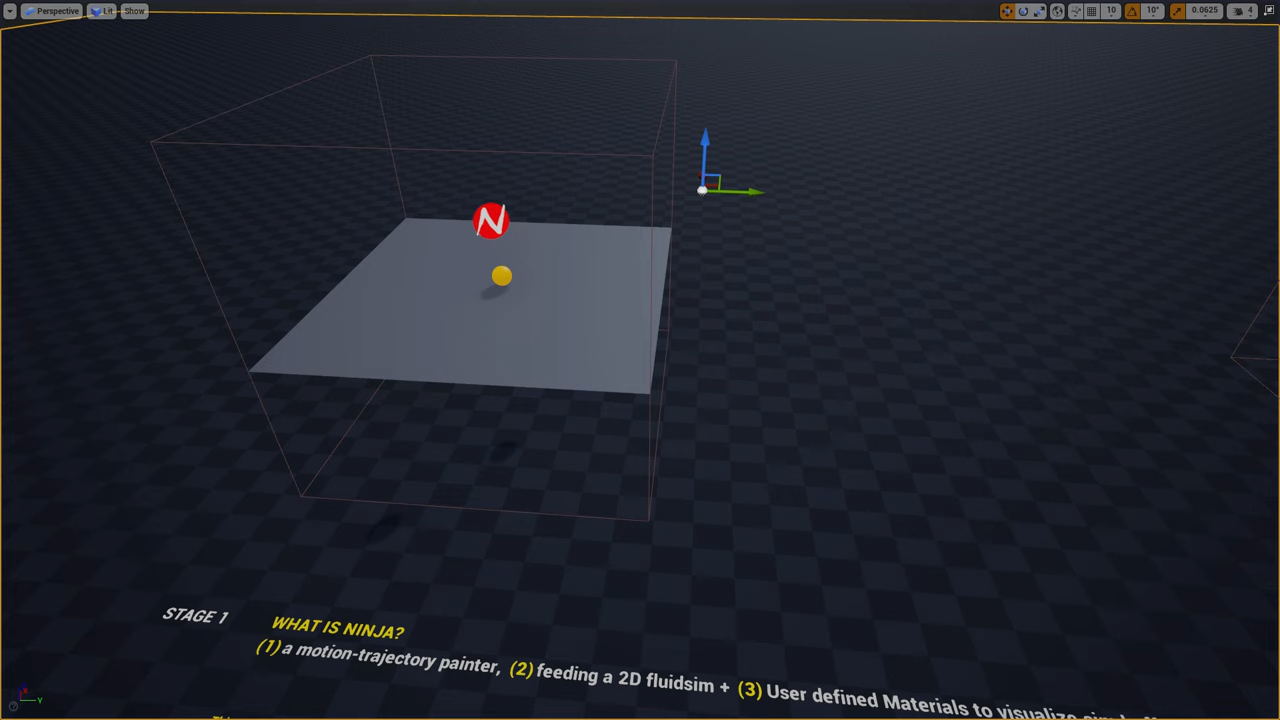 Perspective Lit Show 10 10° 0.0625 4
N
STAGE 1 WHAT IS NINJA?
(1) a motion-trajectory painter, (2) feeding a 2D fluidsim + (3) User defined Materials to visualize
Y